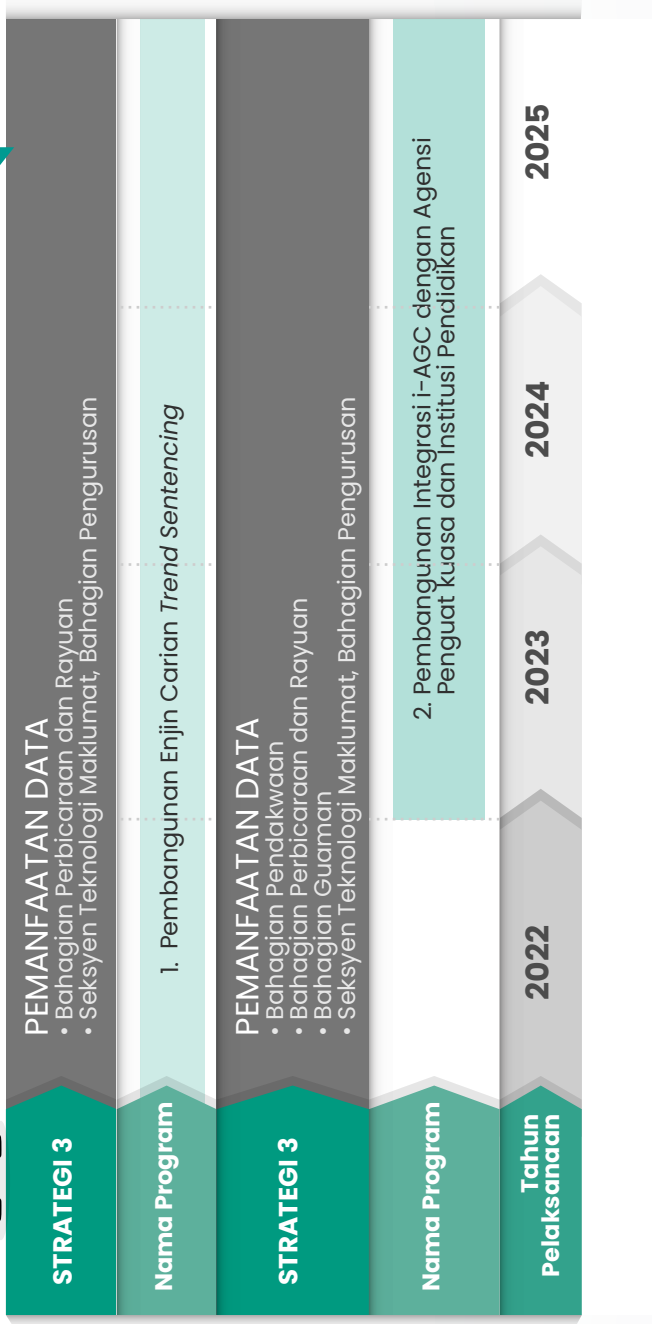 STRATEGI 3
PEMANFAATAN DATA
• Bahagian Perbicaraan dan Rayuan
• Seksyen Teknologi Maklumat, Bahagian Pengurusan
Nama Program
1. Pembangunan Enjin Carian Trend Sentencing
STRATEGI 3
PEMANFAATAN DATA
• Bahagian Pendakwaan
• Bahagian Perbicaraan dan Rayuan
• Bahagian Guaman
• Seksyen Teknologi Maklumat, Bahagian Pengurusan
Nama Program
2. Pembangunan Integrasi i-AGC dengan Agensi
Penguat kuasa dan Institusi Pendidikan
Tahun
Pelaksanaan
2022
2023
2024
2025